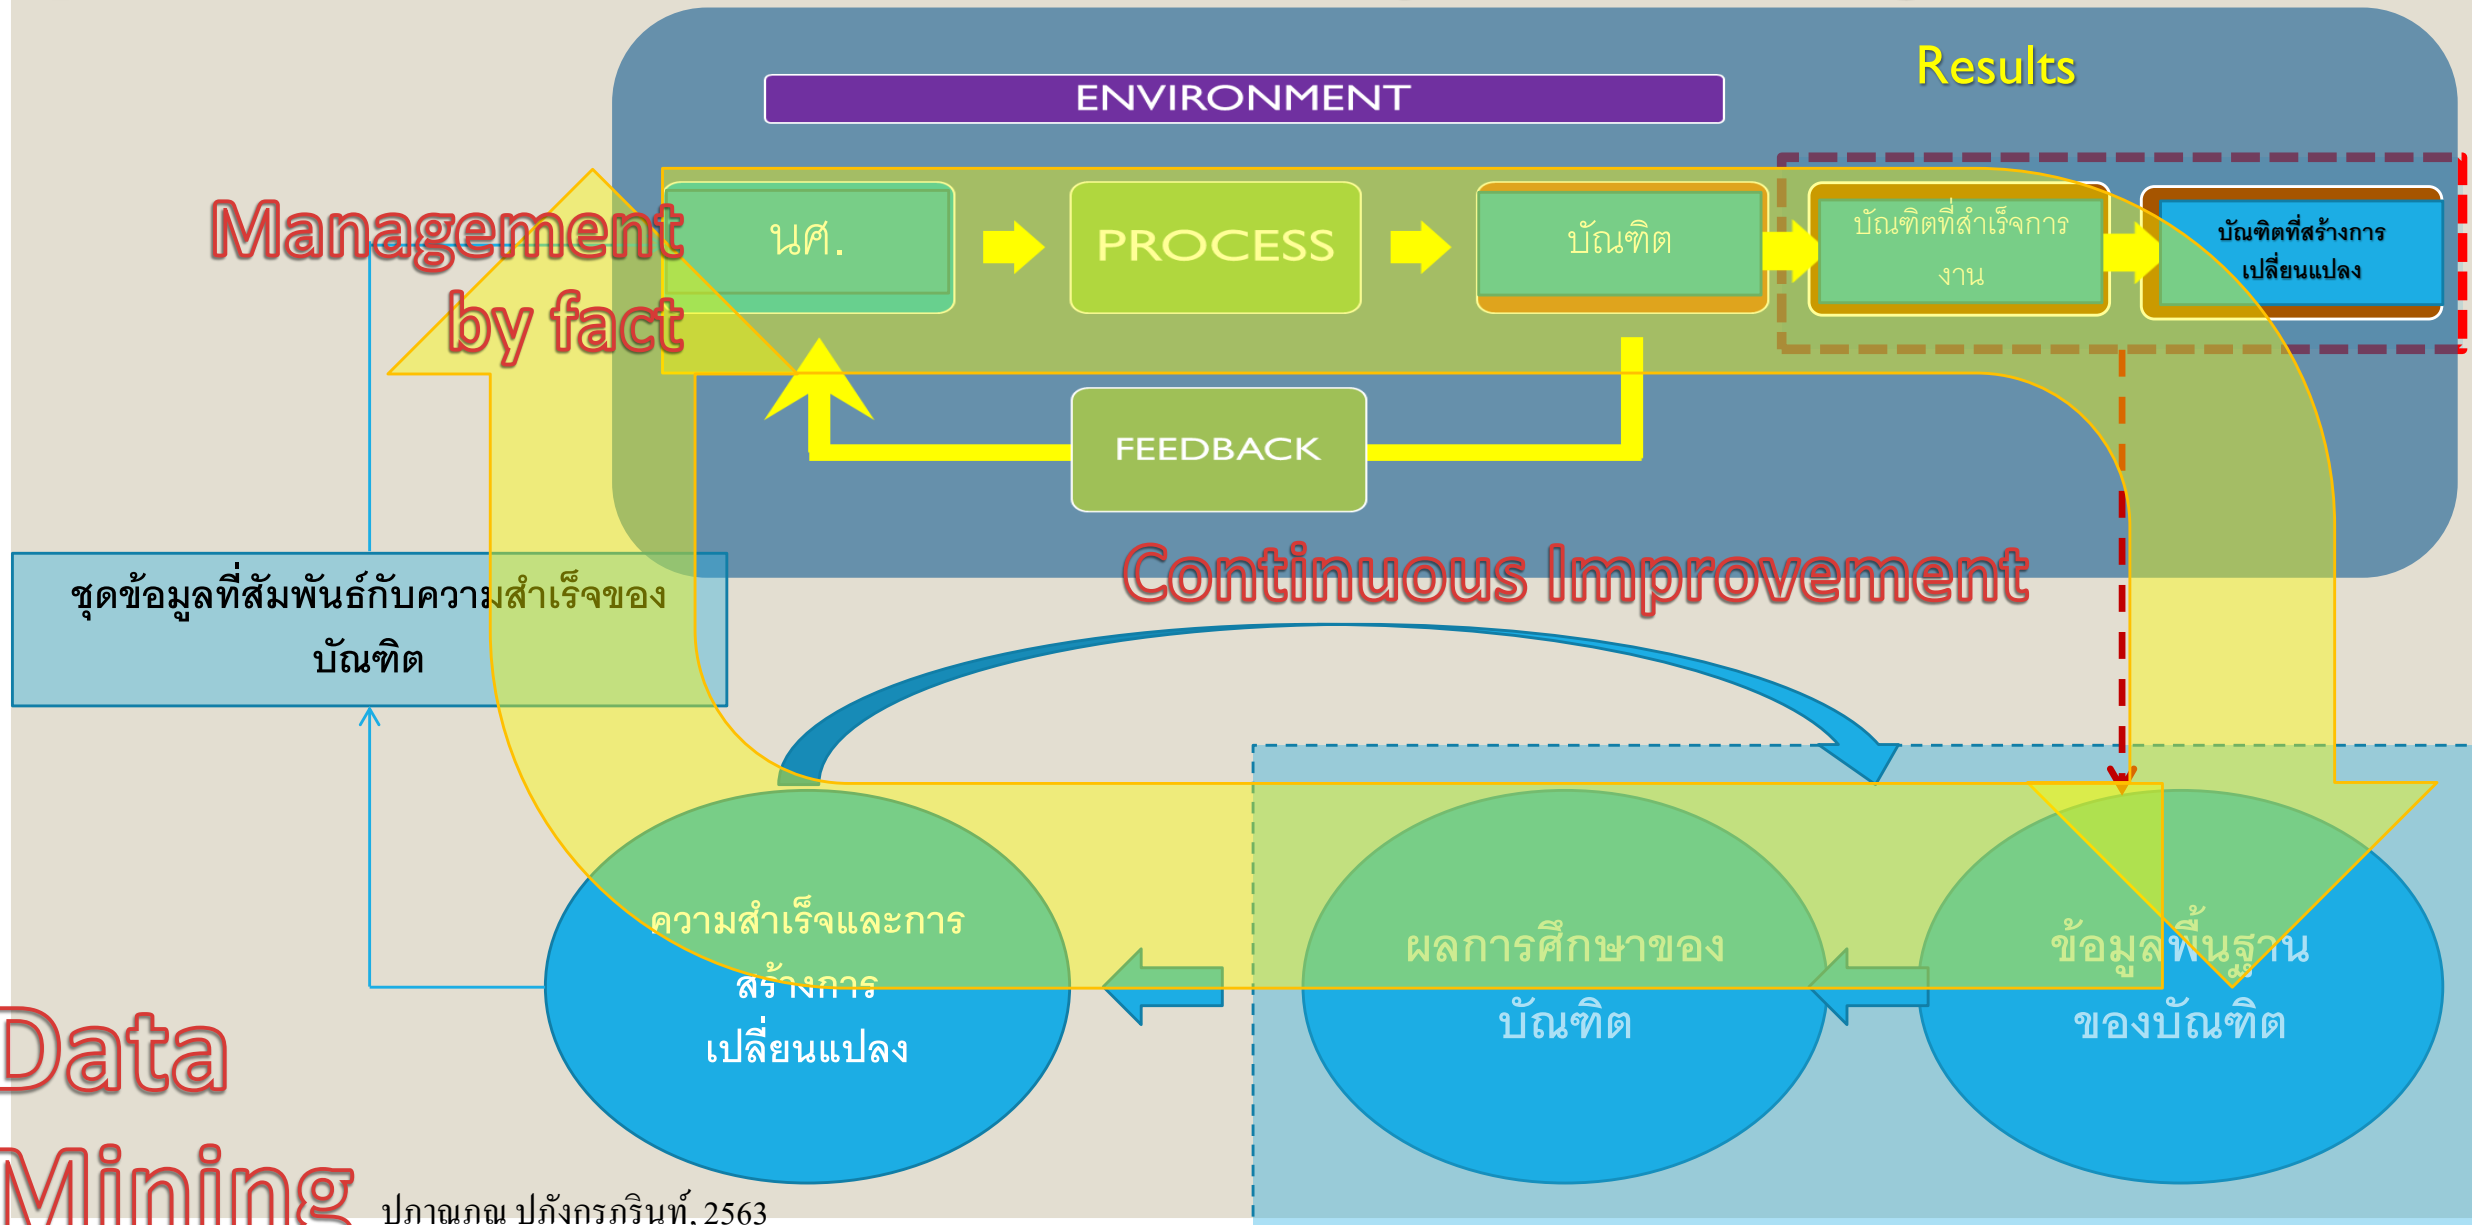 Results
ENVIRONMENT
Management
by fact
นศ.
PROCESS
บัณฑิต
บัณฑิตที่สำเร็จการ
งาน
บัณฑิตที่สร้างการ
เปลี่ยนแปลง
FEEDBACK
Continuous Improvement
ชุดข้อมูลที่สัมพันธ์กับความสำเร็จของ
บัณฑิต
ความสำเร็จและการ
สร้างการ
เปลี่ยนแปลง
ผลการศึกษาของ
บัณฑิต
ข้อมูลพื้นฐาน
ของบัณฑิต
Data
Mining
ปภาณภณ ปภังกรภรินท์, 2563